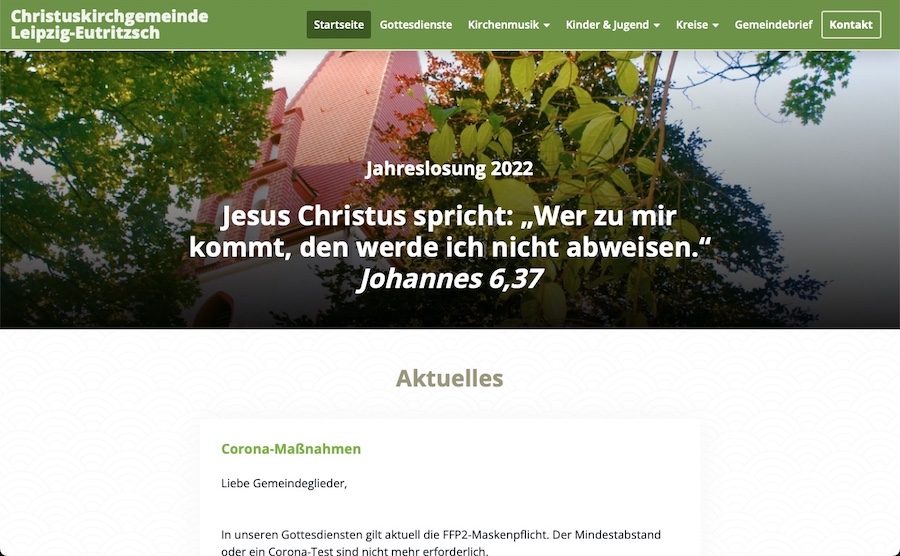 Christuskirchgemeinde
Leipzig-Eutritzsch
Startseite Gottesdienste Kirchenmusik Kinder & Jugend Kreise Gemeindebrief Kontakt
Jahreslosung 2022
Jesus Christus spricht: „Wer zu mir
kommt, den werde ich nicht abweisen.“
Johannes 6,37
Aktuelles
Corona-Maßnahmen
Liebe Gemeindeglieder,
In unseren Gottesdiensten gilt aktuell die FFP2-Maskenpflicht. Der Mindestabstand
oder ein Corona-Test sind nicht mehr erforderlich.